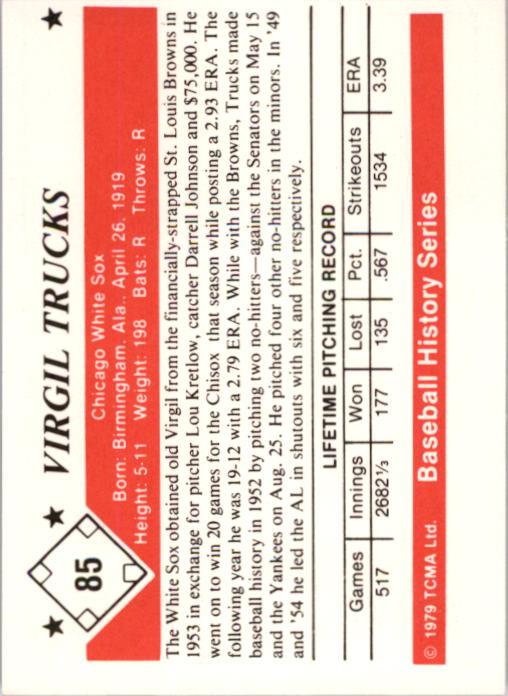 85
VIRGIL TRUCKS
Chicago White Sox
Born: Birmingham, Ala., April 26, 1919
Height: 5-11 Weight: 198 Bats: R Throws: R
The White Sox obtained old Virgil from the financially-strapped St. Louis Browns in
1953 in exchange for pitcher Lou Kretlow, catcher Darrell Johnson and $75,000. He
went on to win 20 games for the Chisox that season while posting a 2.93 ERA. The
following year he was 19-12 with a 2.79 ERA. While with the Browns, Trucks made
baseball history in 1952 by pitching two no-hitters—against the Senators on May 15
and the Yankees on Aug. 25. He pitched four other no-hitters in the minors. In '49
and '54 he led the AL in shutouts with six and five respectively.
LIFETIME PITCHING RECORD
Games Innings Won Lost Pct. Strikeouts ERA
517 2682⅓ 177 135 .567 1534 3.39
© 1979 TCMA Ltd. Baseball History Series